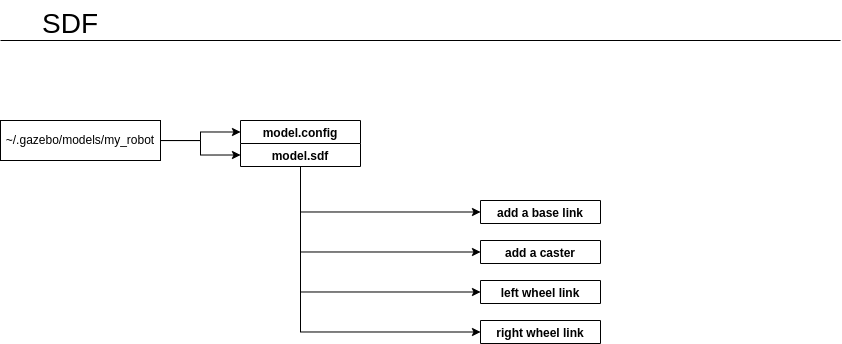 SDF
~/.gazebo/models/my_robot
model.config
model.sdf
add a base link
add a caster
left wheel link
right wheel link